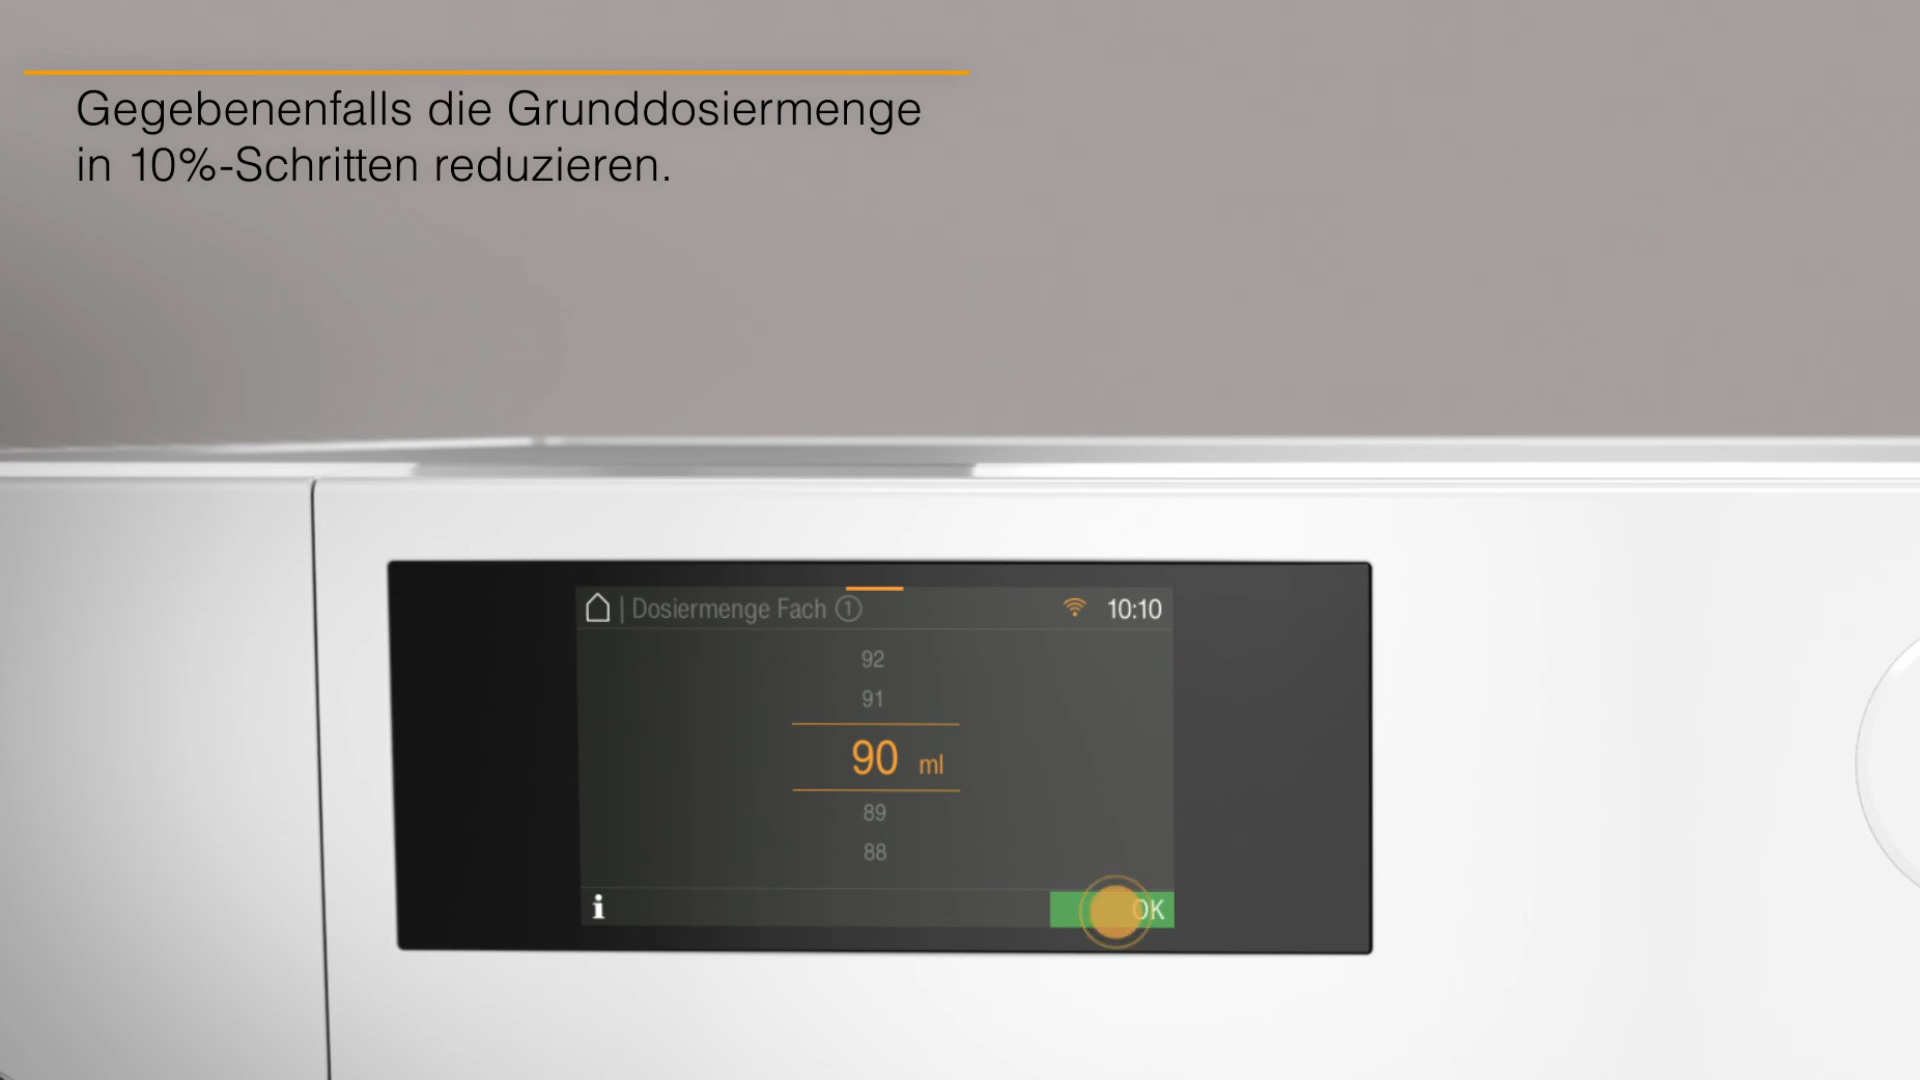 Gegebenenfalls die Grunddosiermenge
in 10%-Schritten reduzieren.
| Dosiermenge Fach ① 10:10
92
91
90 ml
89
88
i OK